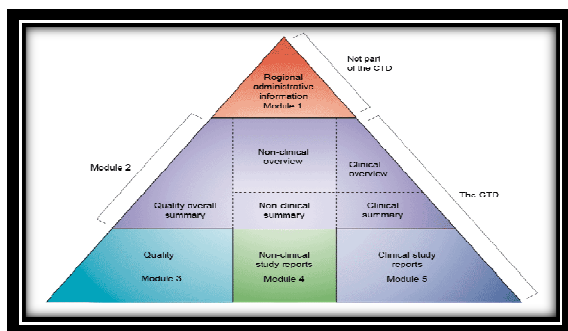 Not part
of the CTD
Regional
administrative
information
Module 1
Module 2
Non-clinical
overview
Clinical
overview
The CTD
Quality overall
summary
Non-clinical
summary
Clinical
summary
Quality
Module 3
Non-clinical
study reports
Module 4
Clinical study
reports
Module 5